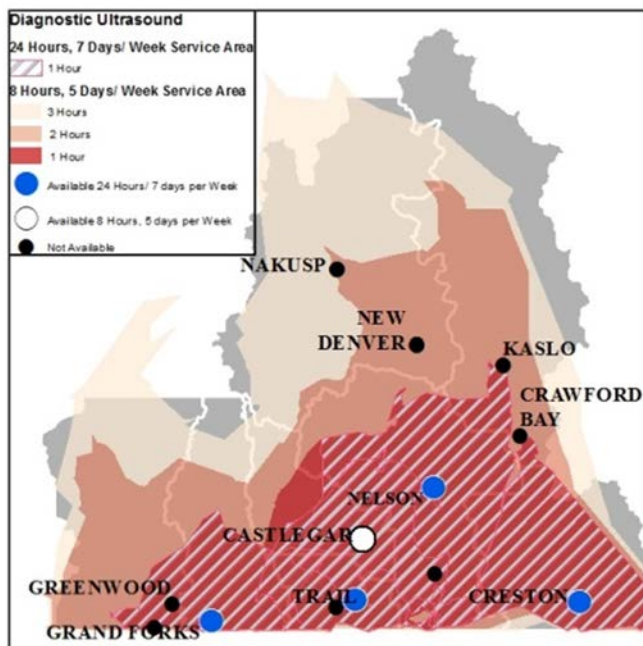 Diagnostic Ultrasound
24 Hours, 7 Days/ Week Service Area
1 Hour
8 Hours, 5 Days/ Week Service Area
3 Hours
2 Hours
1 Hour
Available 24 Hours/ 7 days per Week
Available 8 Hours, 5 days per Week
Not Available
NAKUSP
NEW
DENVER
KASLO
CRAWFORD
BAY
NELSON
CASTLEGAR
GREENWOOD
TRAIL
CRESTON
GRAND FORKS